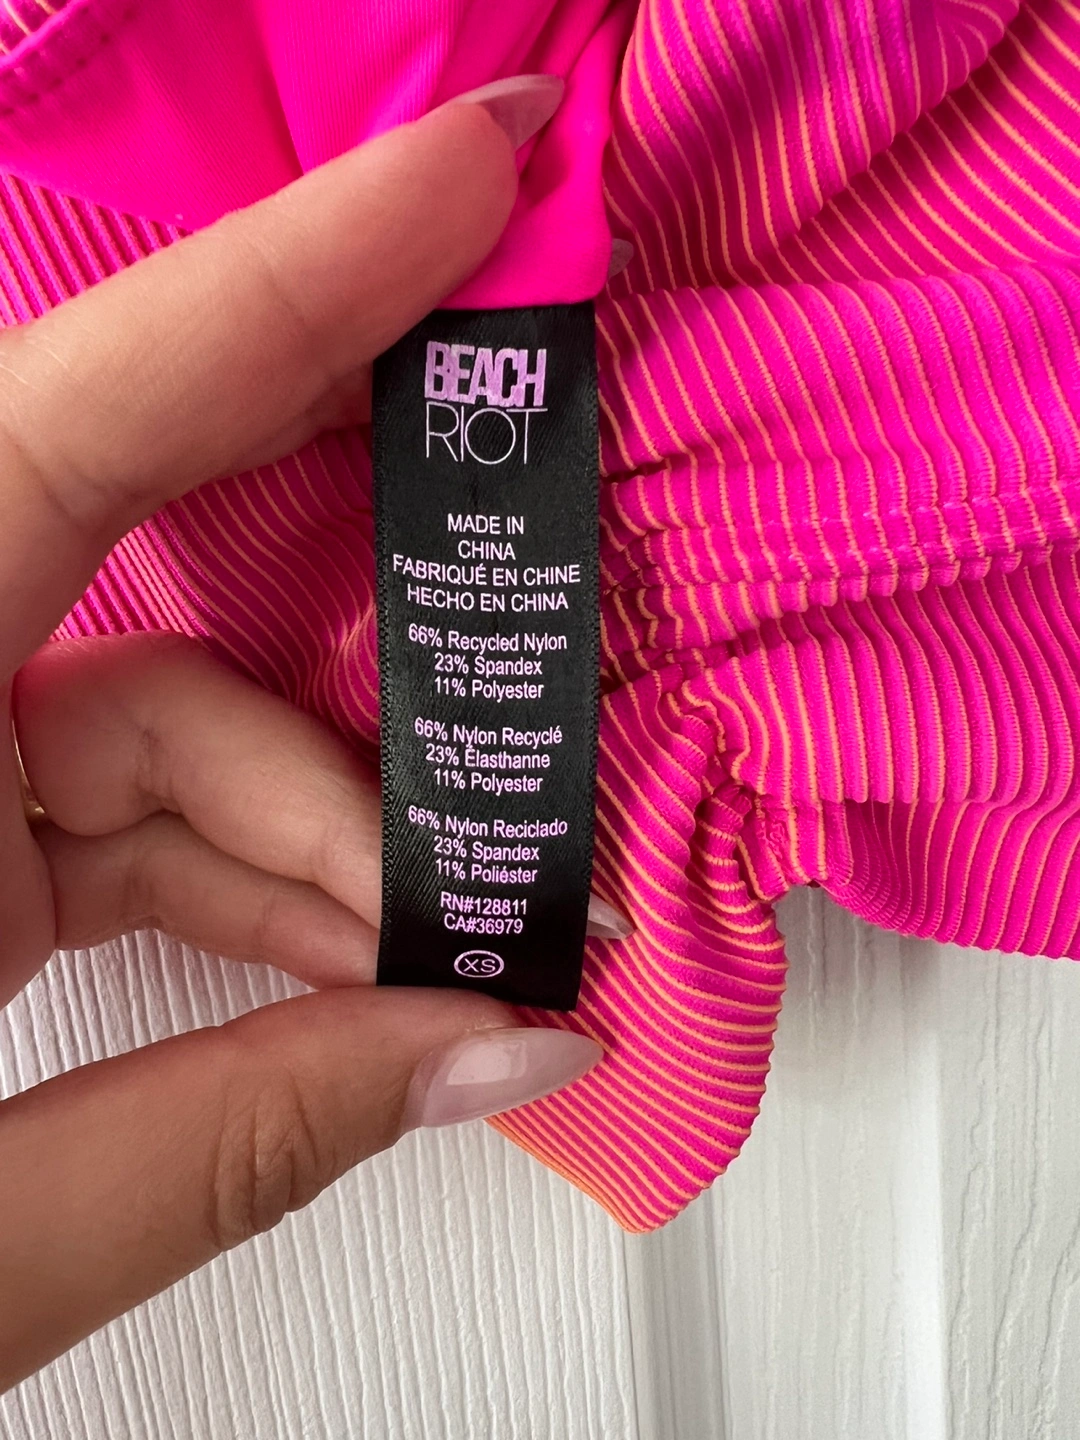 BEACH
RIOT
MADE IN
CHINA
FABRIQUÉ EN CHINE
HECHO EN CHINA
66% Recycled Nylon
23% Spandex
11% Polyester
66% Nylon Recyclé
23% Élasthanne
11% Polyester
66% Nylon Reciclado
23% Spandex
11% Poliéster
RN#128811
CA#36979
XS